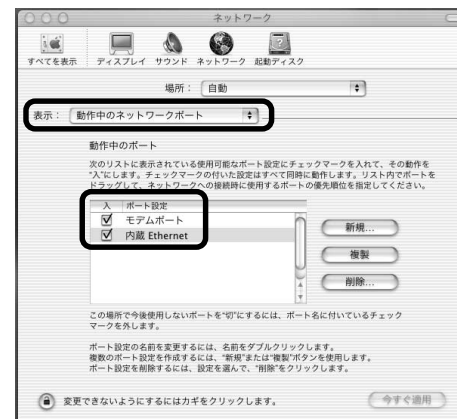 ネットワーク
すべてを表示 ディスプレイ サウンド ネットワーク 起動ディスク
場所： 自動
表示： 動作中のネットワークポート
動作中のポート
次のリストに表示されている使用可能なポート設定にチェックマークを入れて、その動作を
"入"にします。チェックマークの付いた設定はすべて同時に動作します。リスト内でポートを
ドラッグして、ネットワークへの接続時に使用するポートの優先順位を指定してください。
入 ポート設定
モデムポート
内蔵 Ethernet
新規...
複製
削除...
この場所で今後使用しないポートを"切"にするには、ポート名に付いているチェック
マークを外します。
ポート設定の名前を変更するには、名前をダブルクリックします。
複数のポート設定を作成するには、"新規"または"複製"ボタンを使用します。
ポート設定を削除するには、設定を選んで、"削除"をクリックします。
変更できないようにするにはカギをクリックします。
今すぐ適用